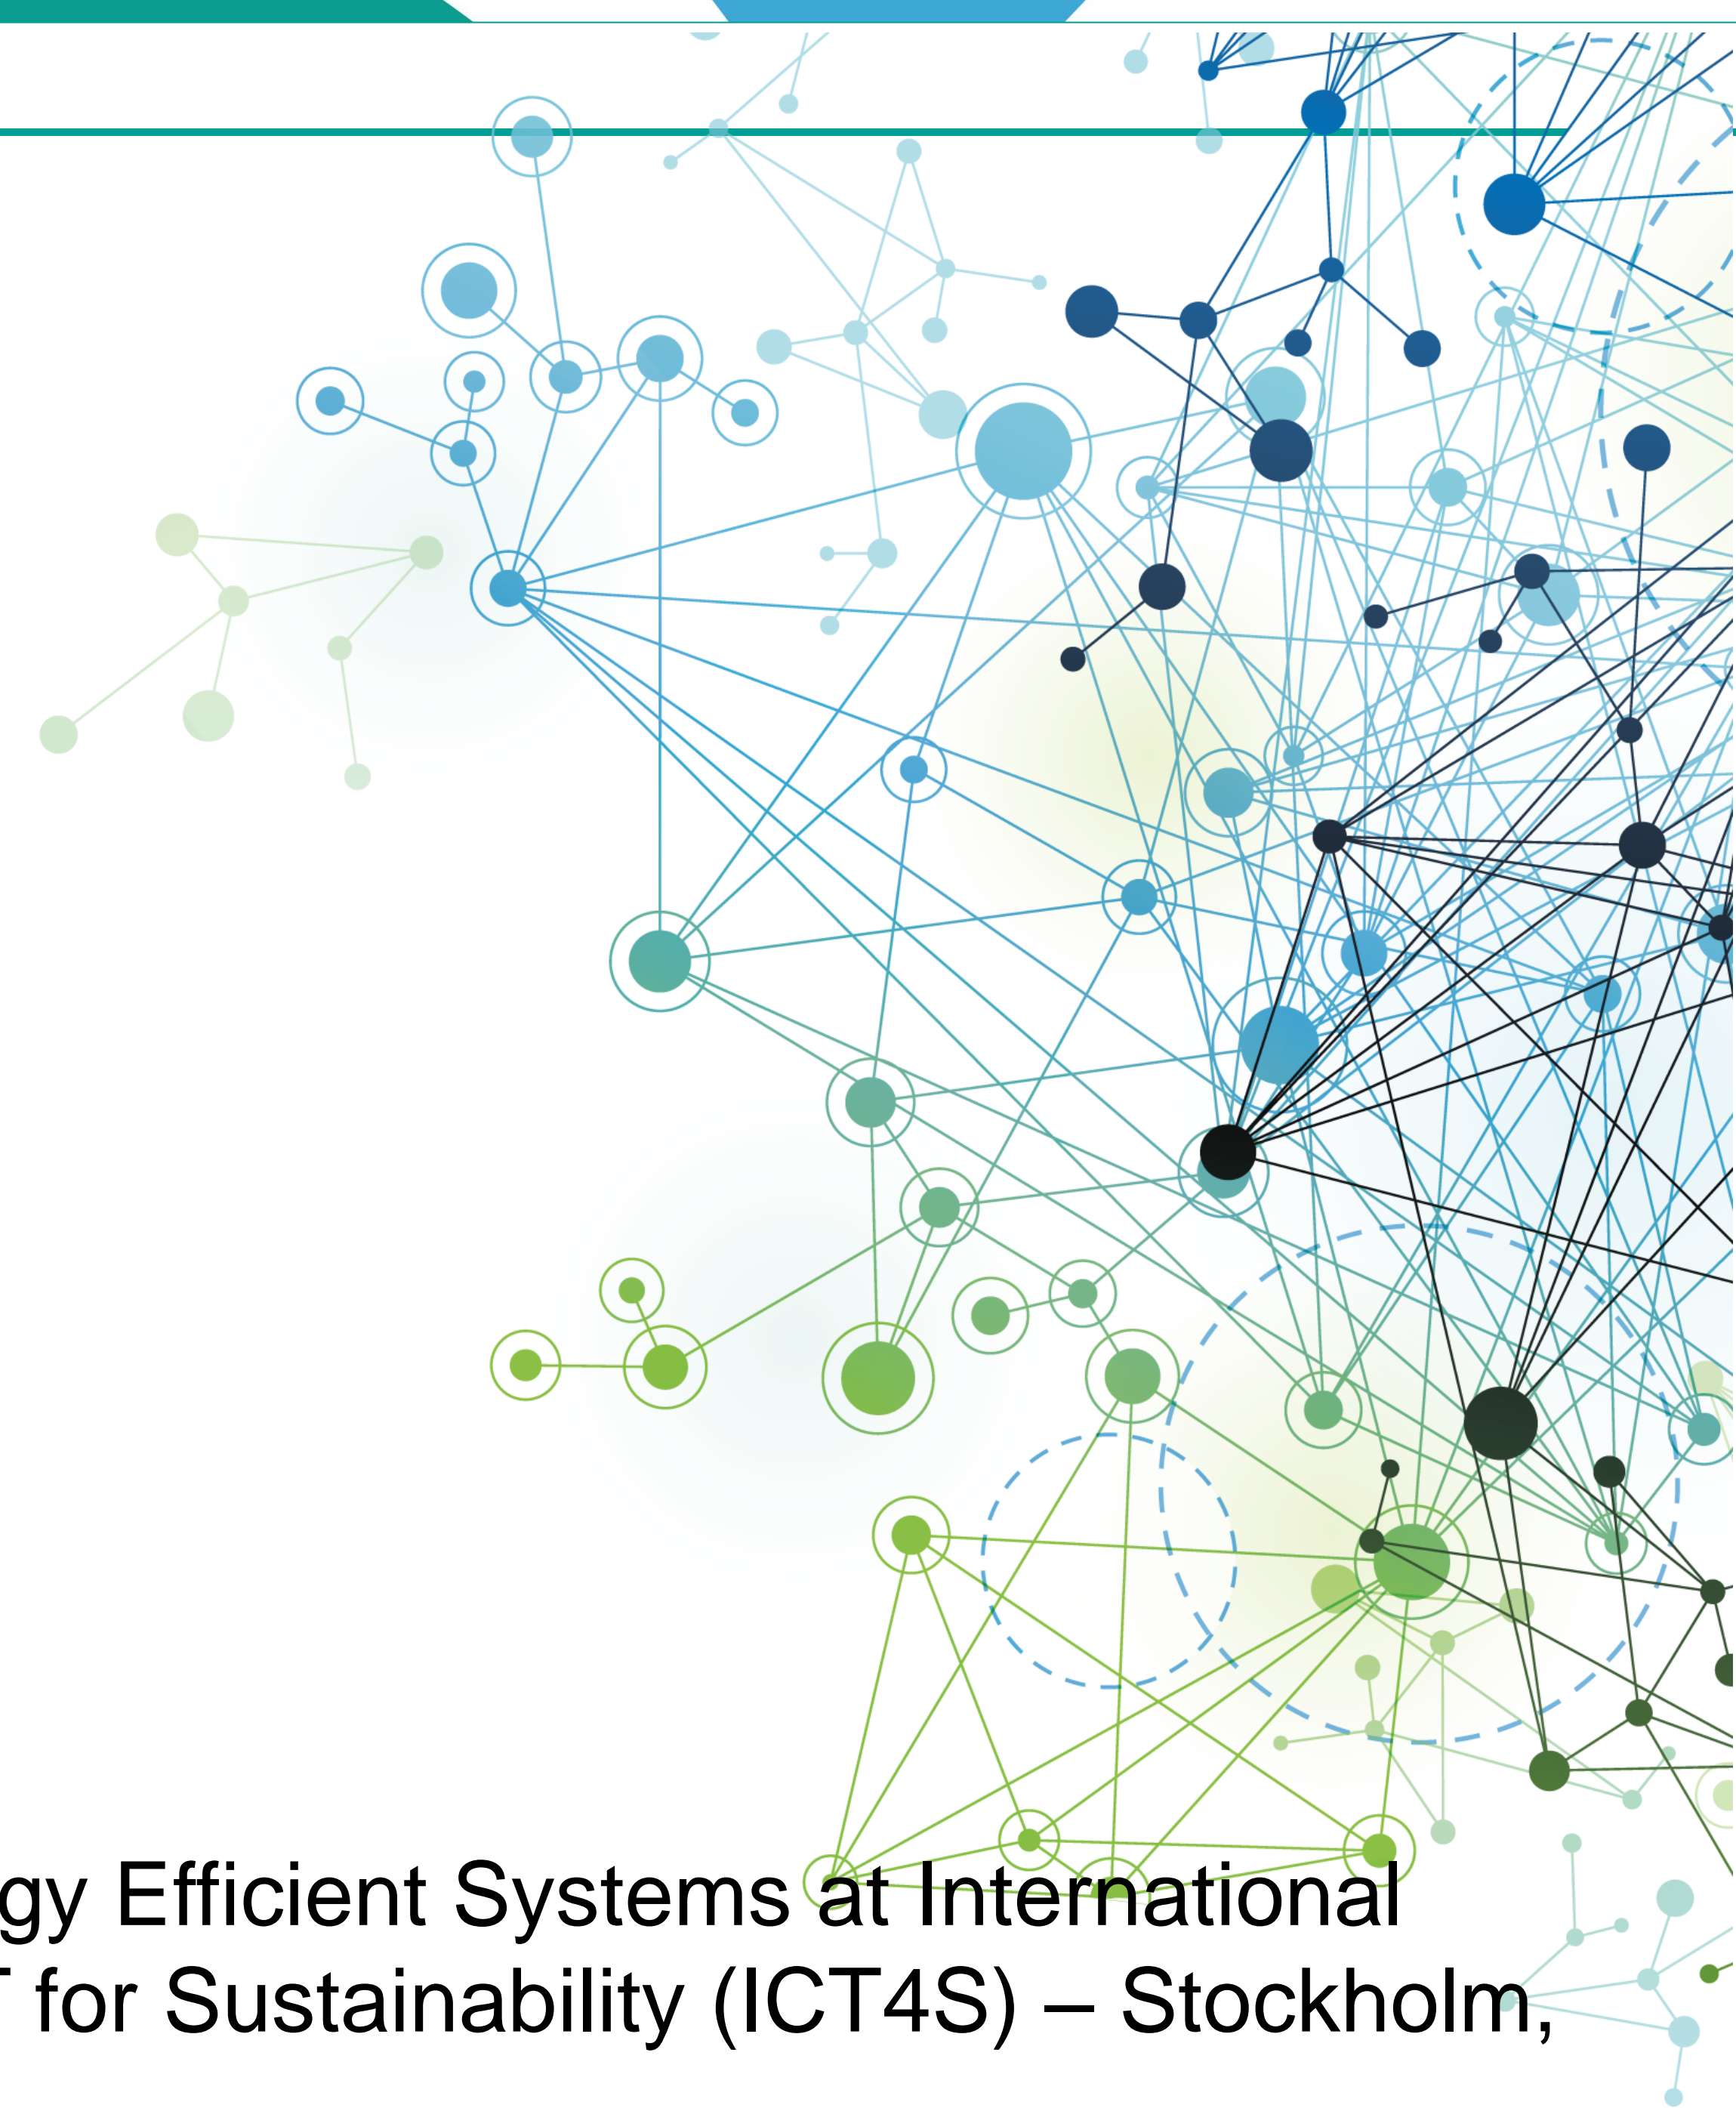 gy Efficient Systems at International
for Sustainability (ICT4S) – Stockholm,